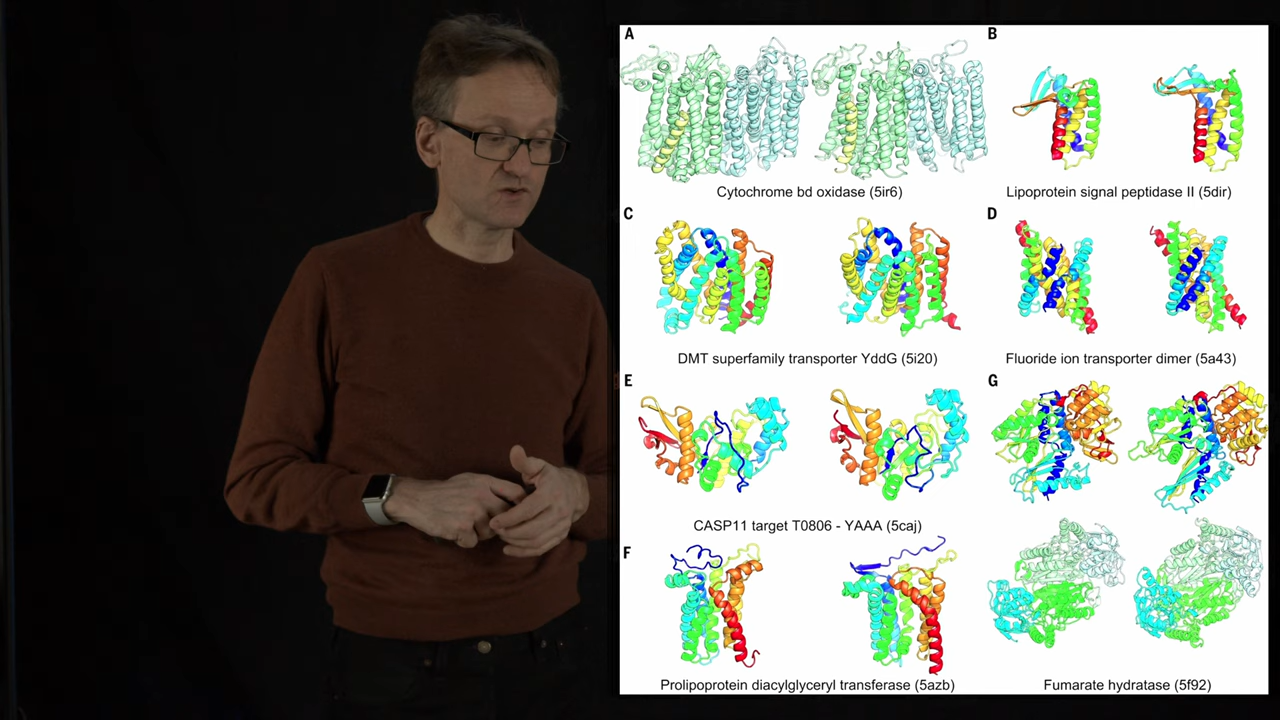 A
Cytochrome bd oxidase (5ir6)
B
Lipoprotein signal peptidase II (5dir)
C
DMT superfamily transporter YddG (5i20)
D
Fluoride ion transporter dimer (5a43)
E
CASP11 target T0806 - YAAA (5caj)
F
Prolipoprotein diacylglyceryl transferase (5azb)
G
Fumarate hydratase (5f92)